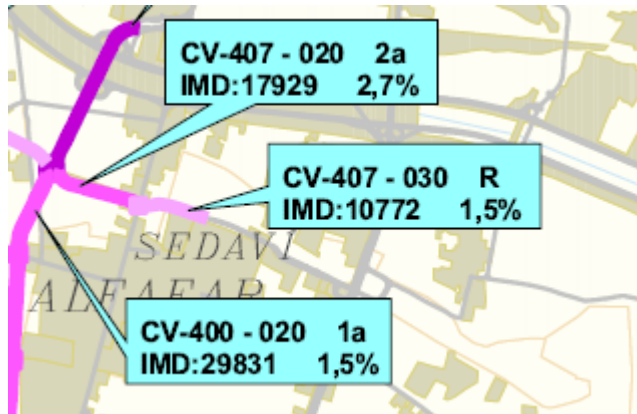 CV-407 - 020 2a
IMD:17929 2,7%
CV-407 - 030 R
IMD:10772 1,5%
SEDAVÍ
ALFAFAR
CV-400 - 020 1a
IMD:29831 1,5%